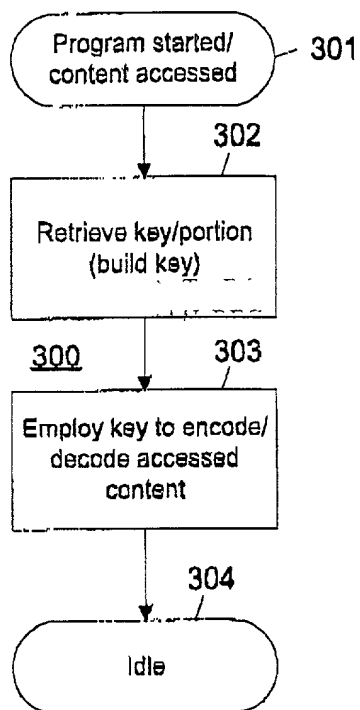 Program started/
content accessed
301
302
Retrieve key/portion
(build key)
300
303
Employ key to encode/
decode accessed
content
304
Idle